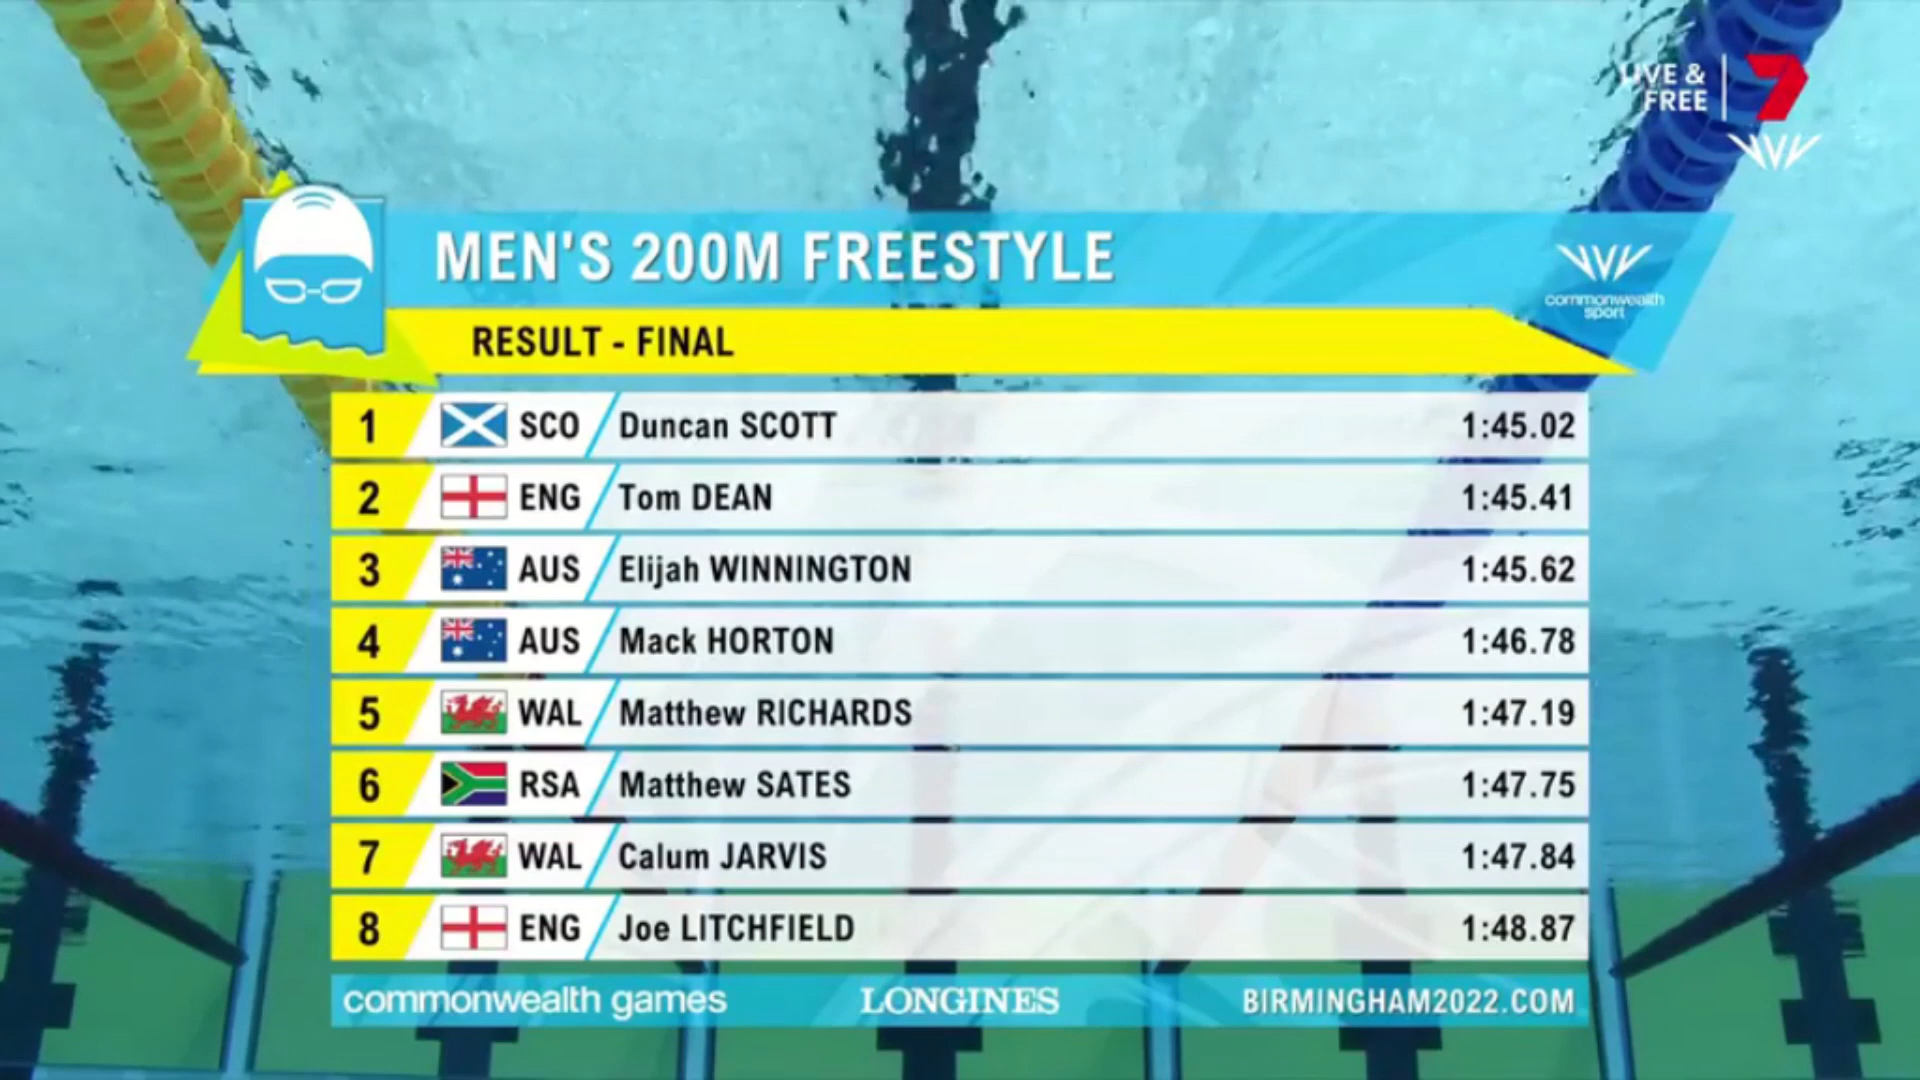 LIVE &
FREE
7
MEN'S 200M FREESTYLE
commonwealth
sport
RESULT - FINAL
1 SCO Duncan SCOTT 1:45.02
2 ENG Tom DEAN 1:45.41
3 AUS Elijah WINNINGTON 1:45.62
4 AUS Mack HORTON 1:46.78
5 WAL Matthew RICHARDS 1:47.19
6 RSA Matthew SATES 1:47.75
7 WAL Calum JARVIS 1:47.84
8 ENG Joe LITCHFIELD 1:48.87
commonwealth games LONGINES BIRMINGHAM2022.COM